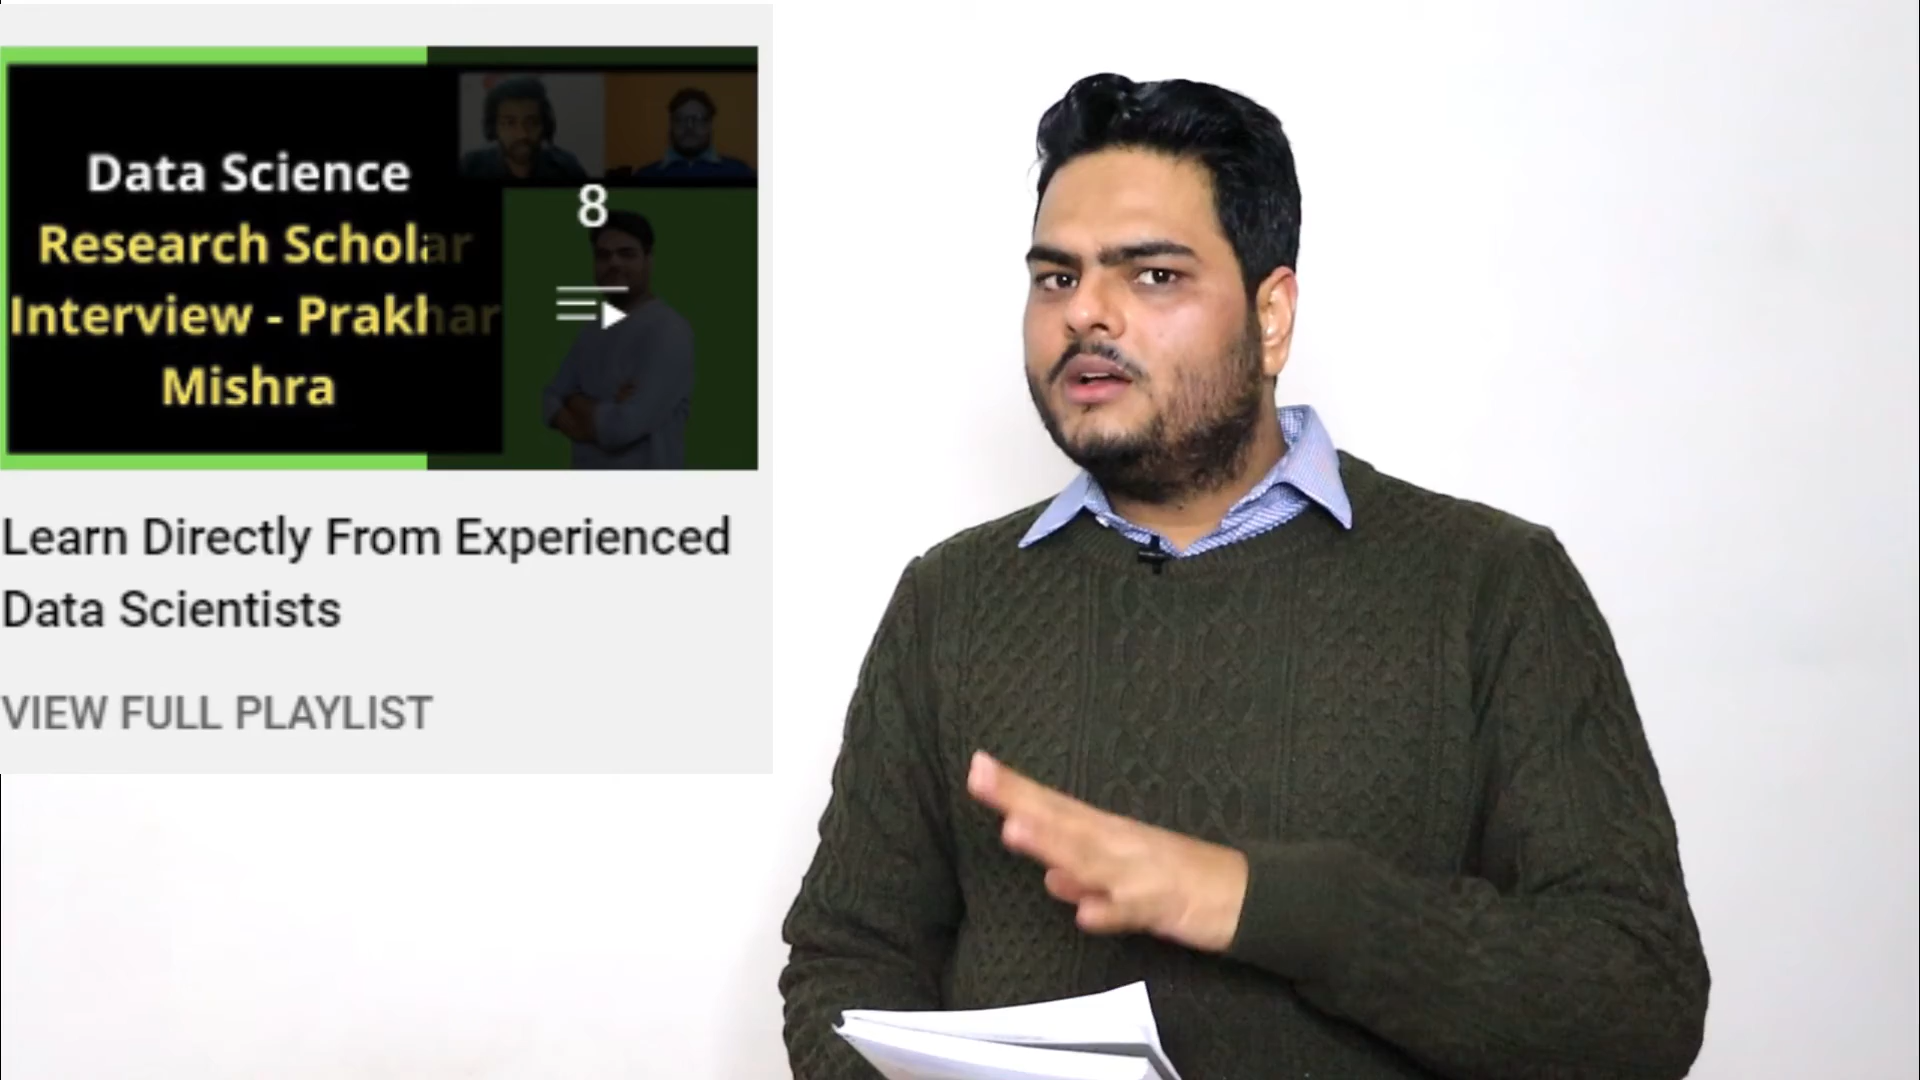 Data Science
Research Scholar
Interview - Prakhar
Mishra
8
Learn Directly From Experienced
Data Scientists
VIEW FULL PLAYLIST